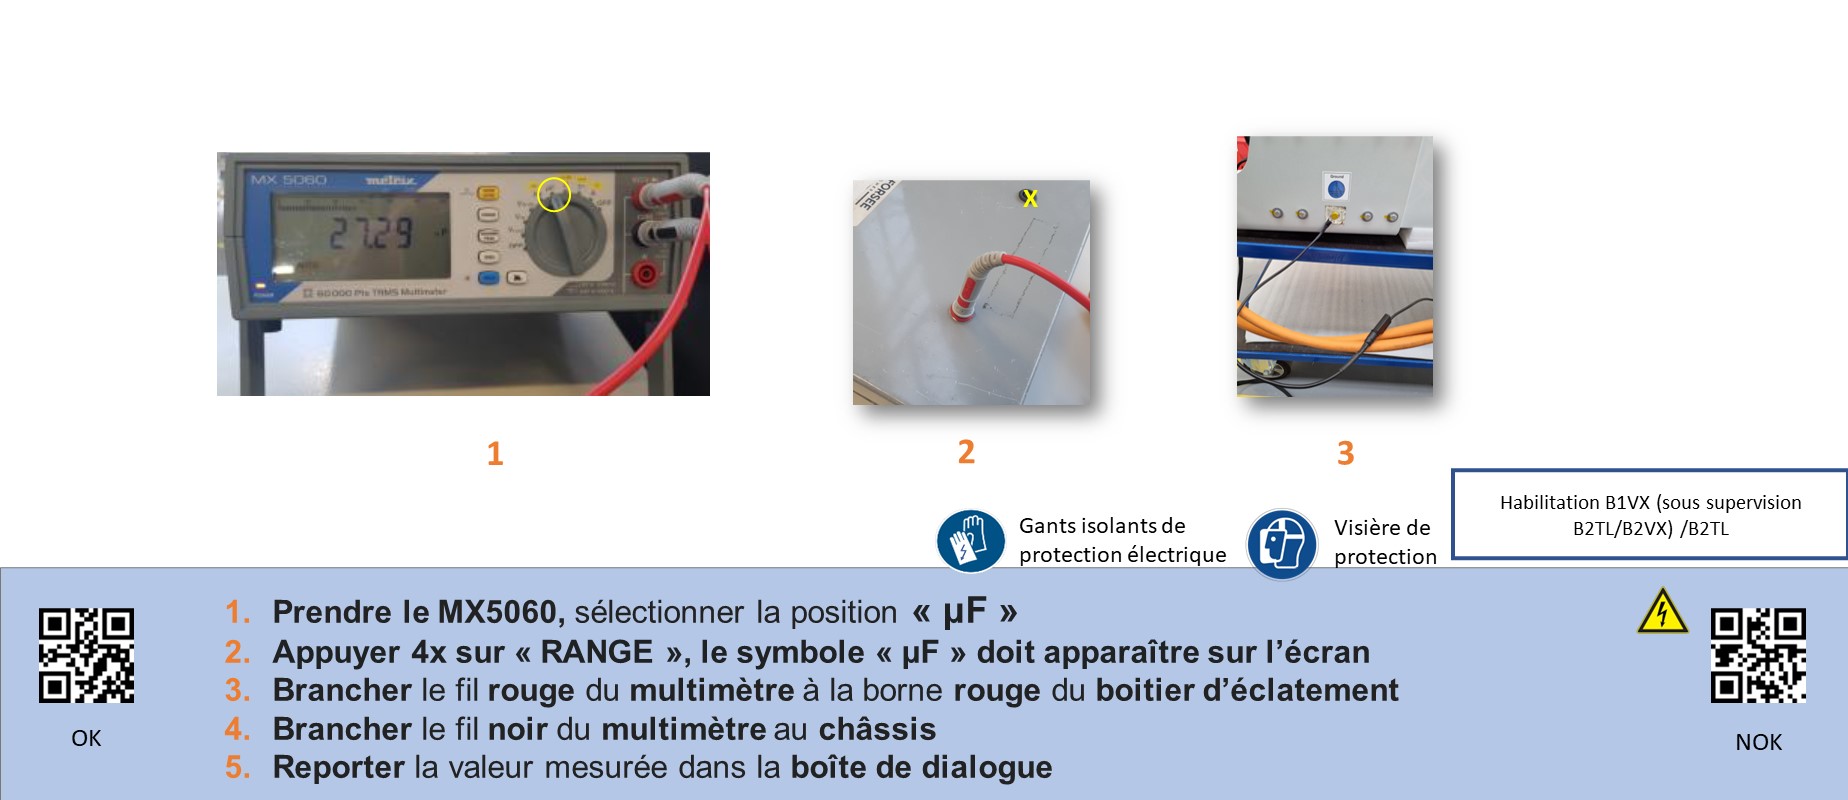 MX 5060
metrix
27.29
60000 Pts TRMS Multimeter
OFF
FORSEE
X
Ground
1
2
3
Gants isolants de
protection électrique
Visière de
protection
Habilitation B1VX (sous supervision
B2TL/B2VX) /B2TL
1. Prendre le MX5060, sélectionner la position « µF »
2. Appuyer 4x sur « RANGE », le symbole « µF » doit apparaître sur l’écran
3. Brancher le fil rouge du multimètre à la borne rouge du boitier d’éclatement
4. Brancher le fil noir du multimètre au châssis
5. Reporter la valeur mesurée dans la boîte de dialogue
OK
NOK